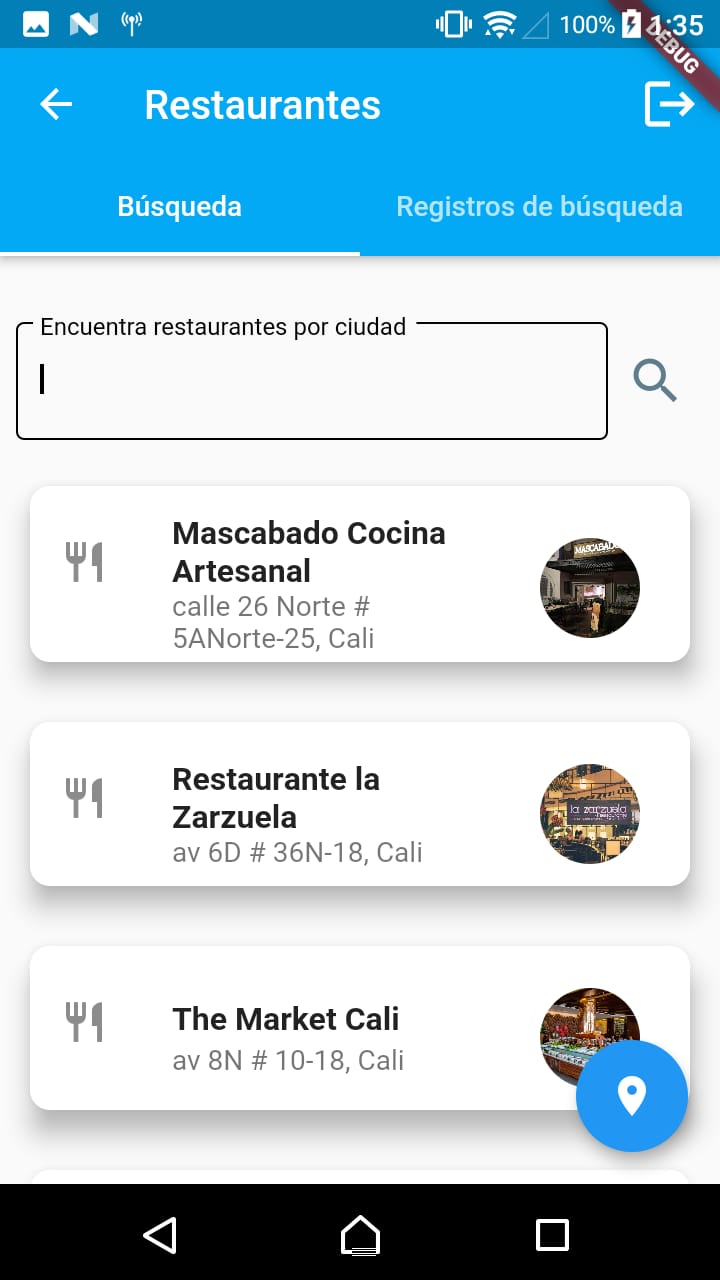 100% 1:35
DEBUG
Restaurantes
Búsqueda
Registros de búsqueda
Encuentra restaurantes por ciudad
Mascabado Cocina
Artesanal
calle 26 Norte #
5ANorte-25, Cali
MASCABADO
Restaurante la
Zarzuela
av 6D # 36N-18, Cali
la zarzuela
The Market Cali
av 8N # 10-18, Cali